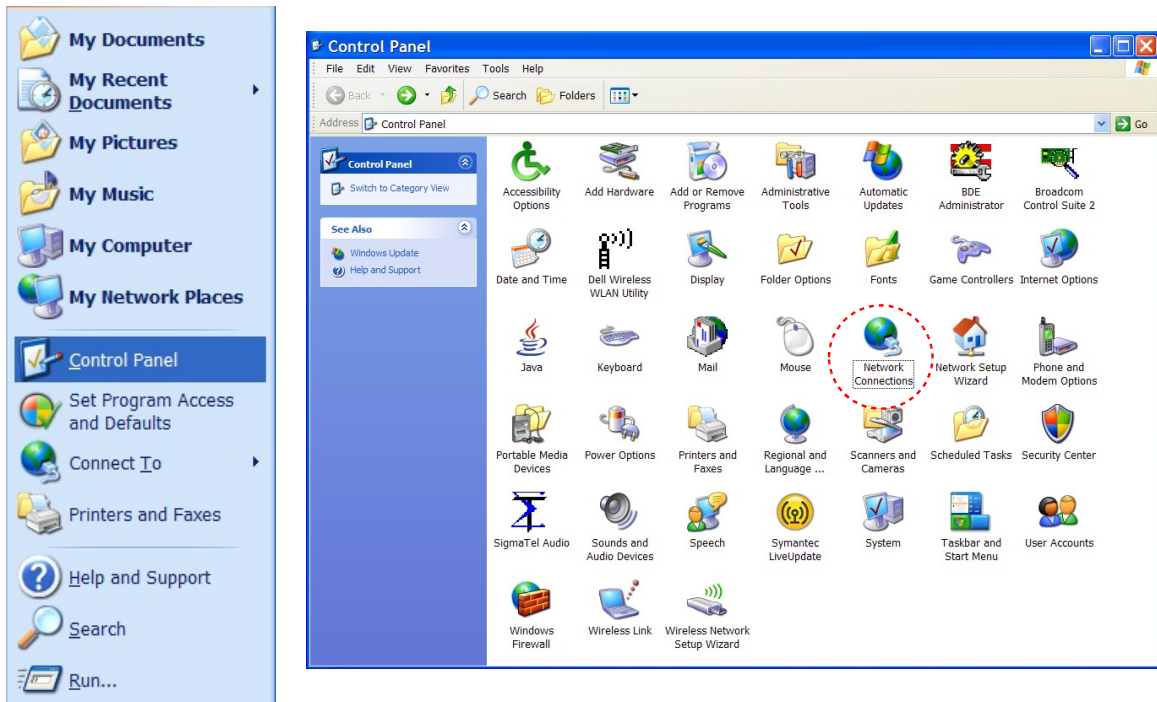 My Documents
My Recent
Documents
My Pictures
My Music
My Computer
My Network Places
Control Panel
Set Program Access
and Defaults
Connect To
Printers and Faxes
Help and Support
Search
Run...
Control Panel
File Edit View Favorites Tools Help
Back Search Folders
Address Control Panel Go
Control Panel
Switch to Category View
See Also
Windows Update
Help and Support
Accessibility
Options
Add Hardware
Add or Remove
Programs
Administrative
Tools
Automatic
Updates
BDE
Administrator
Broadcom
Control Suite 2
Date and Time
Dell Wireless
WLAN Utility
Display
Folder Options
Fonts
Game Controllers
Internet Options
Java
Keyboard
Mail
Mouse
Network
Connections
Network Setup
Wizard
Phone and
Modem Options
Portable Media
Devices
Power Options
Printers and
Faxes
Regional and
Language ...
Scanners and
Cameras
Scheduled Tasks
Security Center
SigmaTel Audio
Sounds and
Audio Devices
Speech
Symantec
LiveUpdate
System
Taskbar and
Start Menu
User Accounts
Windows
Firewall
Wireless Link
Wireless Network
Setup Wizard